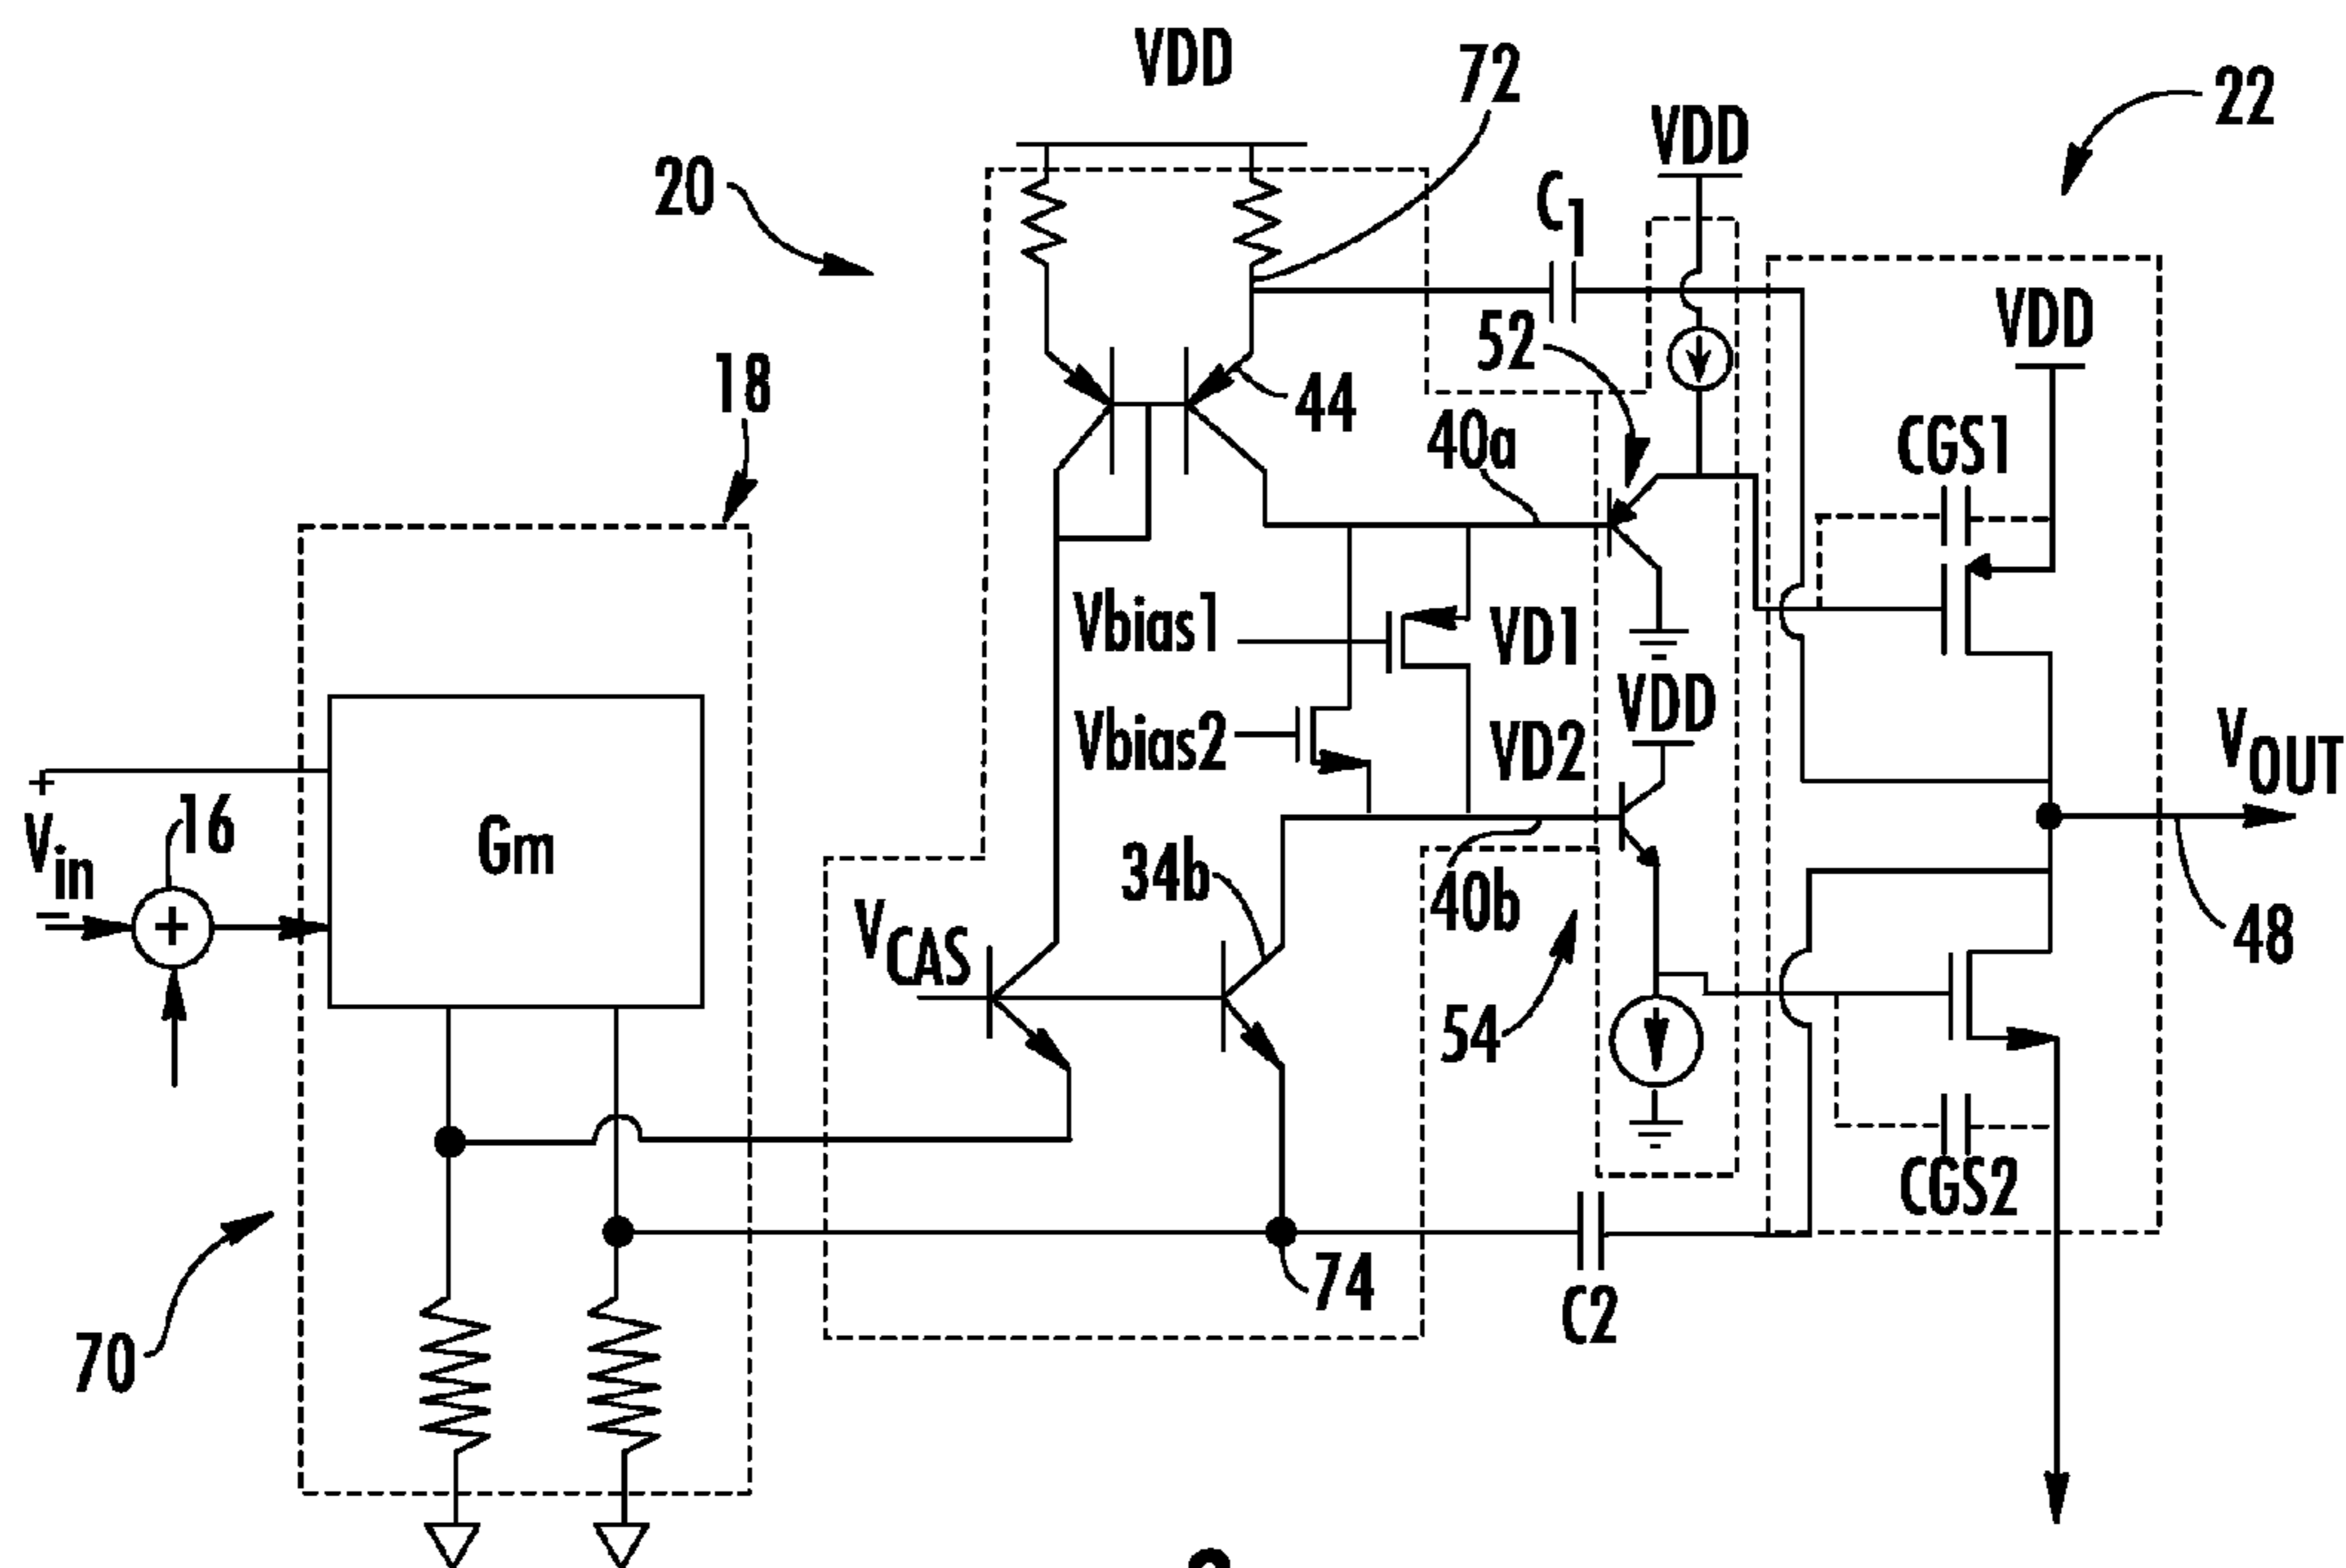 VDD
72
22
20
VDD
C1
52
VDD
18
44
40a
CGS1
Vbias1
VD1
VDD
Vbias2
VD2
VOUT
+
Vin
−
16
+
Gm
34b
40b
VCAS
48
54
CGS2
74
C2
70